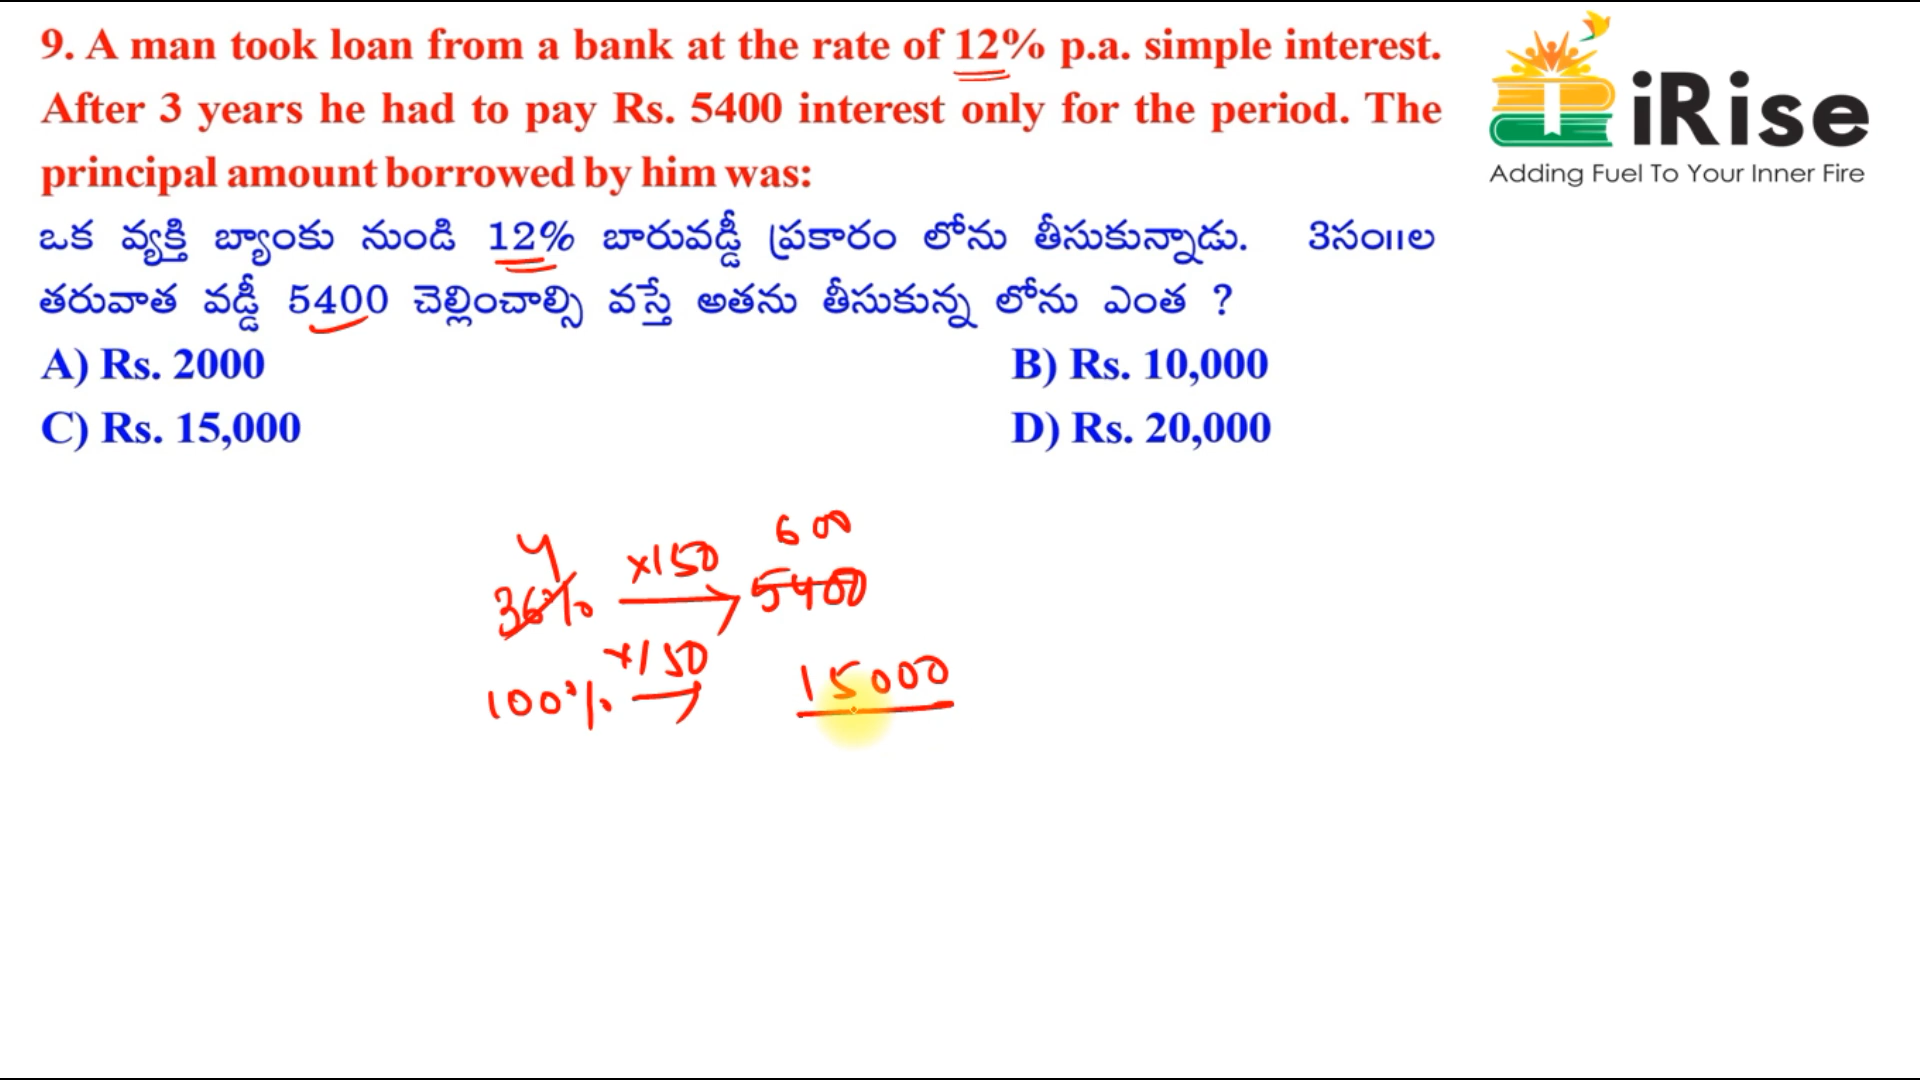 9. A man took loan from a bank at the rate of 12% p.a. simple interest.
After 3 years he had to pay Rs. 5400 interest only for the period. The
principal amount borrowed by him was:
ఒక వ్యక్తి బ్యాంకు నుండి 12% బారువడ్డీ ప్రకారం లోను తీసుకున్నాడు. 3సం॥ల
తరువాత వడ్డీ 5400 చెల్లించాల్సి వస్తే అతను తీసుకున్న లోను ఎంత ?
A) Rs. 2000 B) Rs. 10,000
C) Rs. 15,000 D) Rs. 20,000
iRise
Adding Fuel To Your Inner Fire
4 600
36% ×150 5400
100% ×150 15000